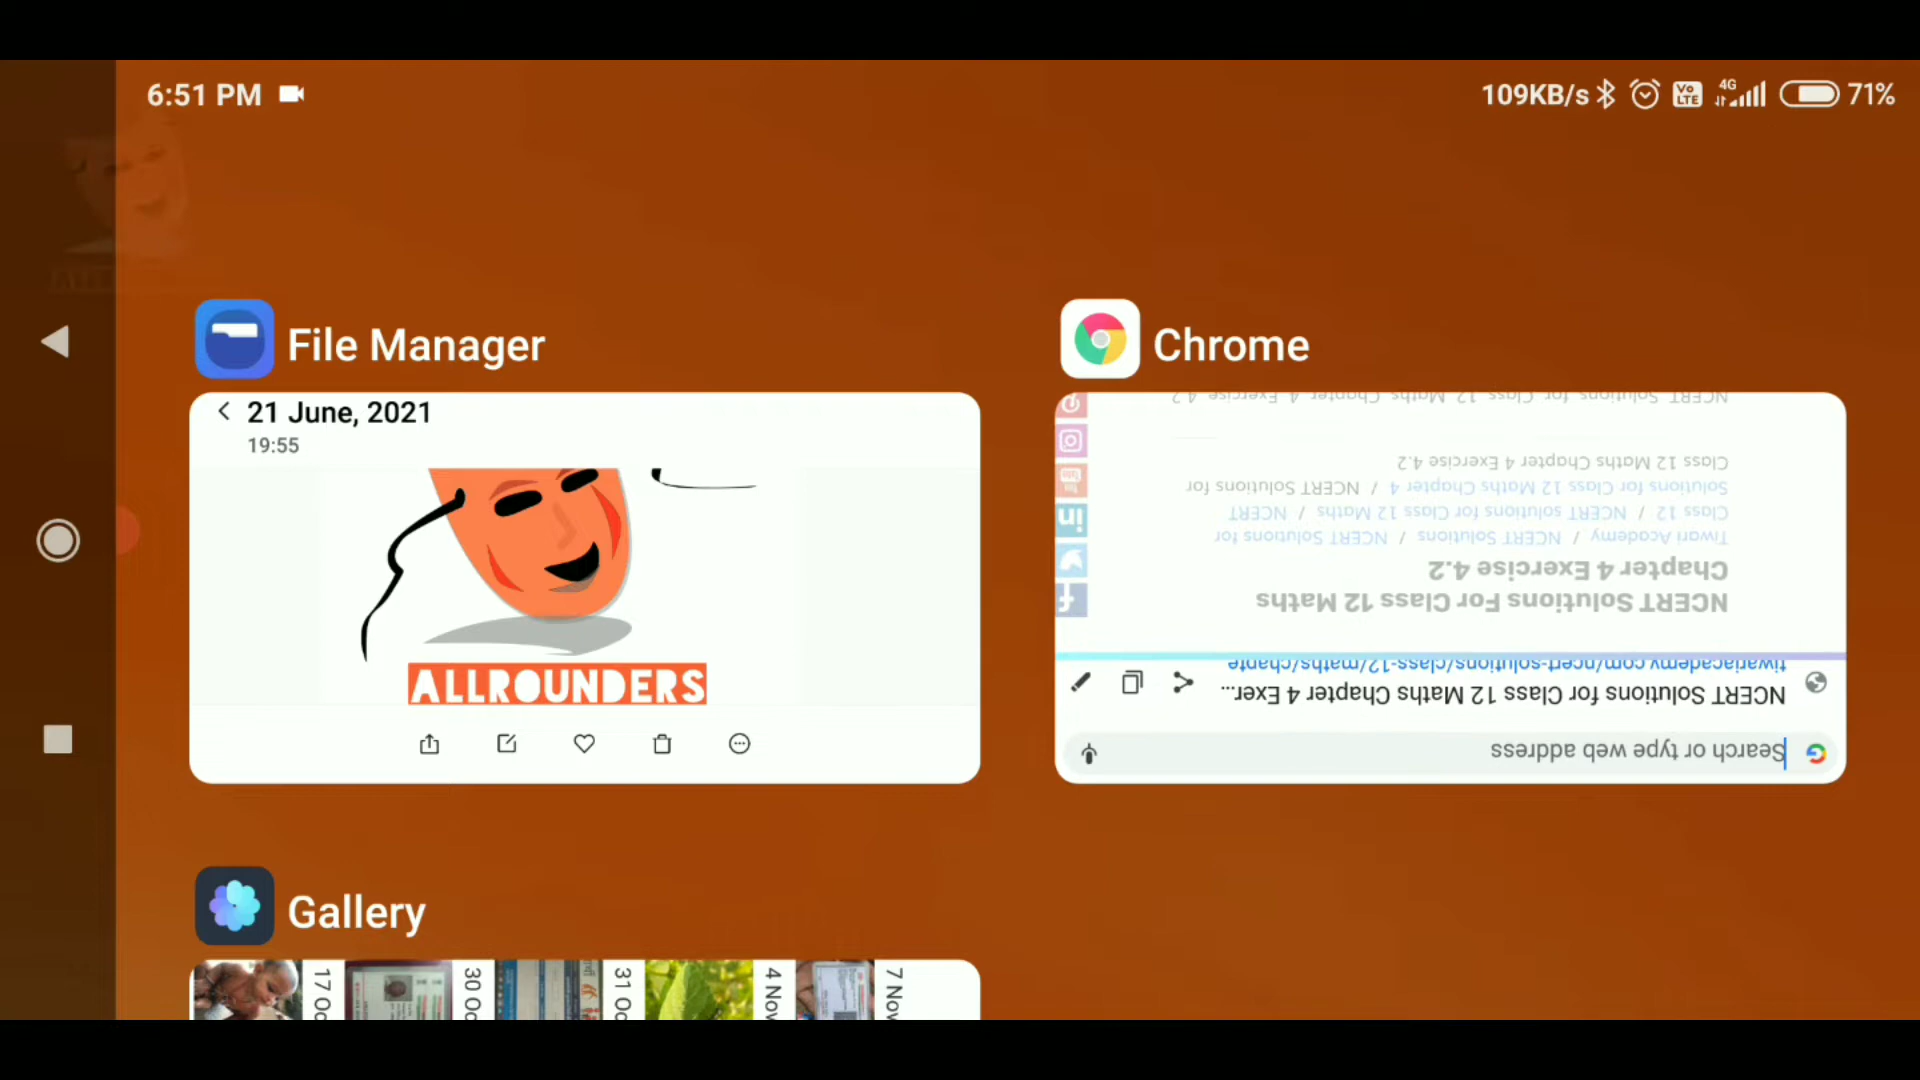 6:51 PM
109KB/s Vo LTE 4G 71%
File Manager
21 June, 2021
19:55
ALLROUNDERS
Chrome
Search or type web address
NCERT Solutions for Class 12 Maths Chapter 4 Exer...
tiwariacademy.com/ncert-solutions/class-12/maths/chapte
NCERT Solutions For Class 12 Maths
Chapter 4 Exercise 4.2
Tiwari Academy / NCERT Solutions / NCERT Solutions for
Class 12 / NCERT solutions for Class 12 Maths / NCERT
Solutions for Class 12 Maths Chapter 4 / NCERT Solutions for
Class 12 Maths Chapter 4 Exercise 4.2
NCERT Solutions for Class 12 Maths Chapter 4 Exercise 4.2
Gallery
17 Oc
30 Oc
31 Oc
4 Nov
7 Nov